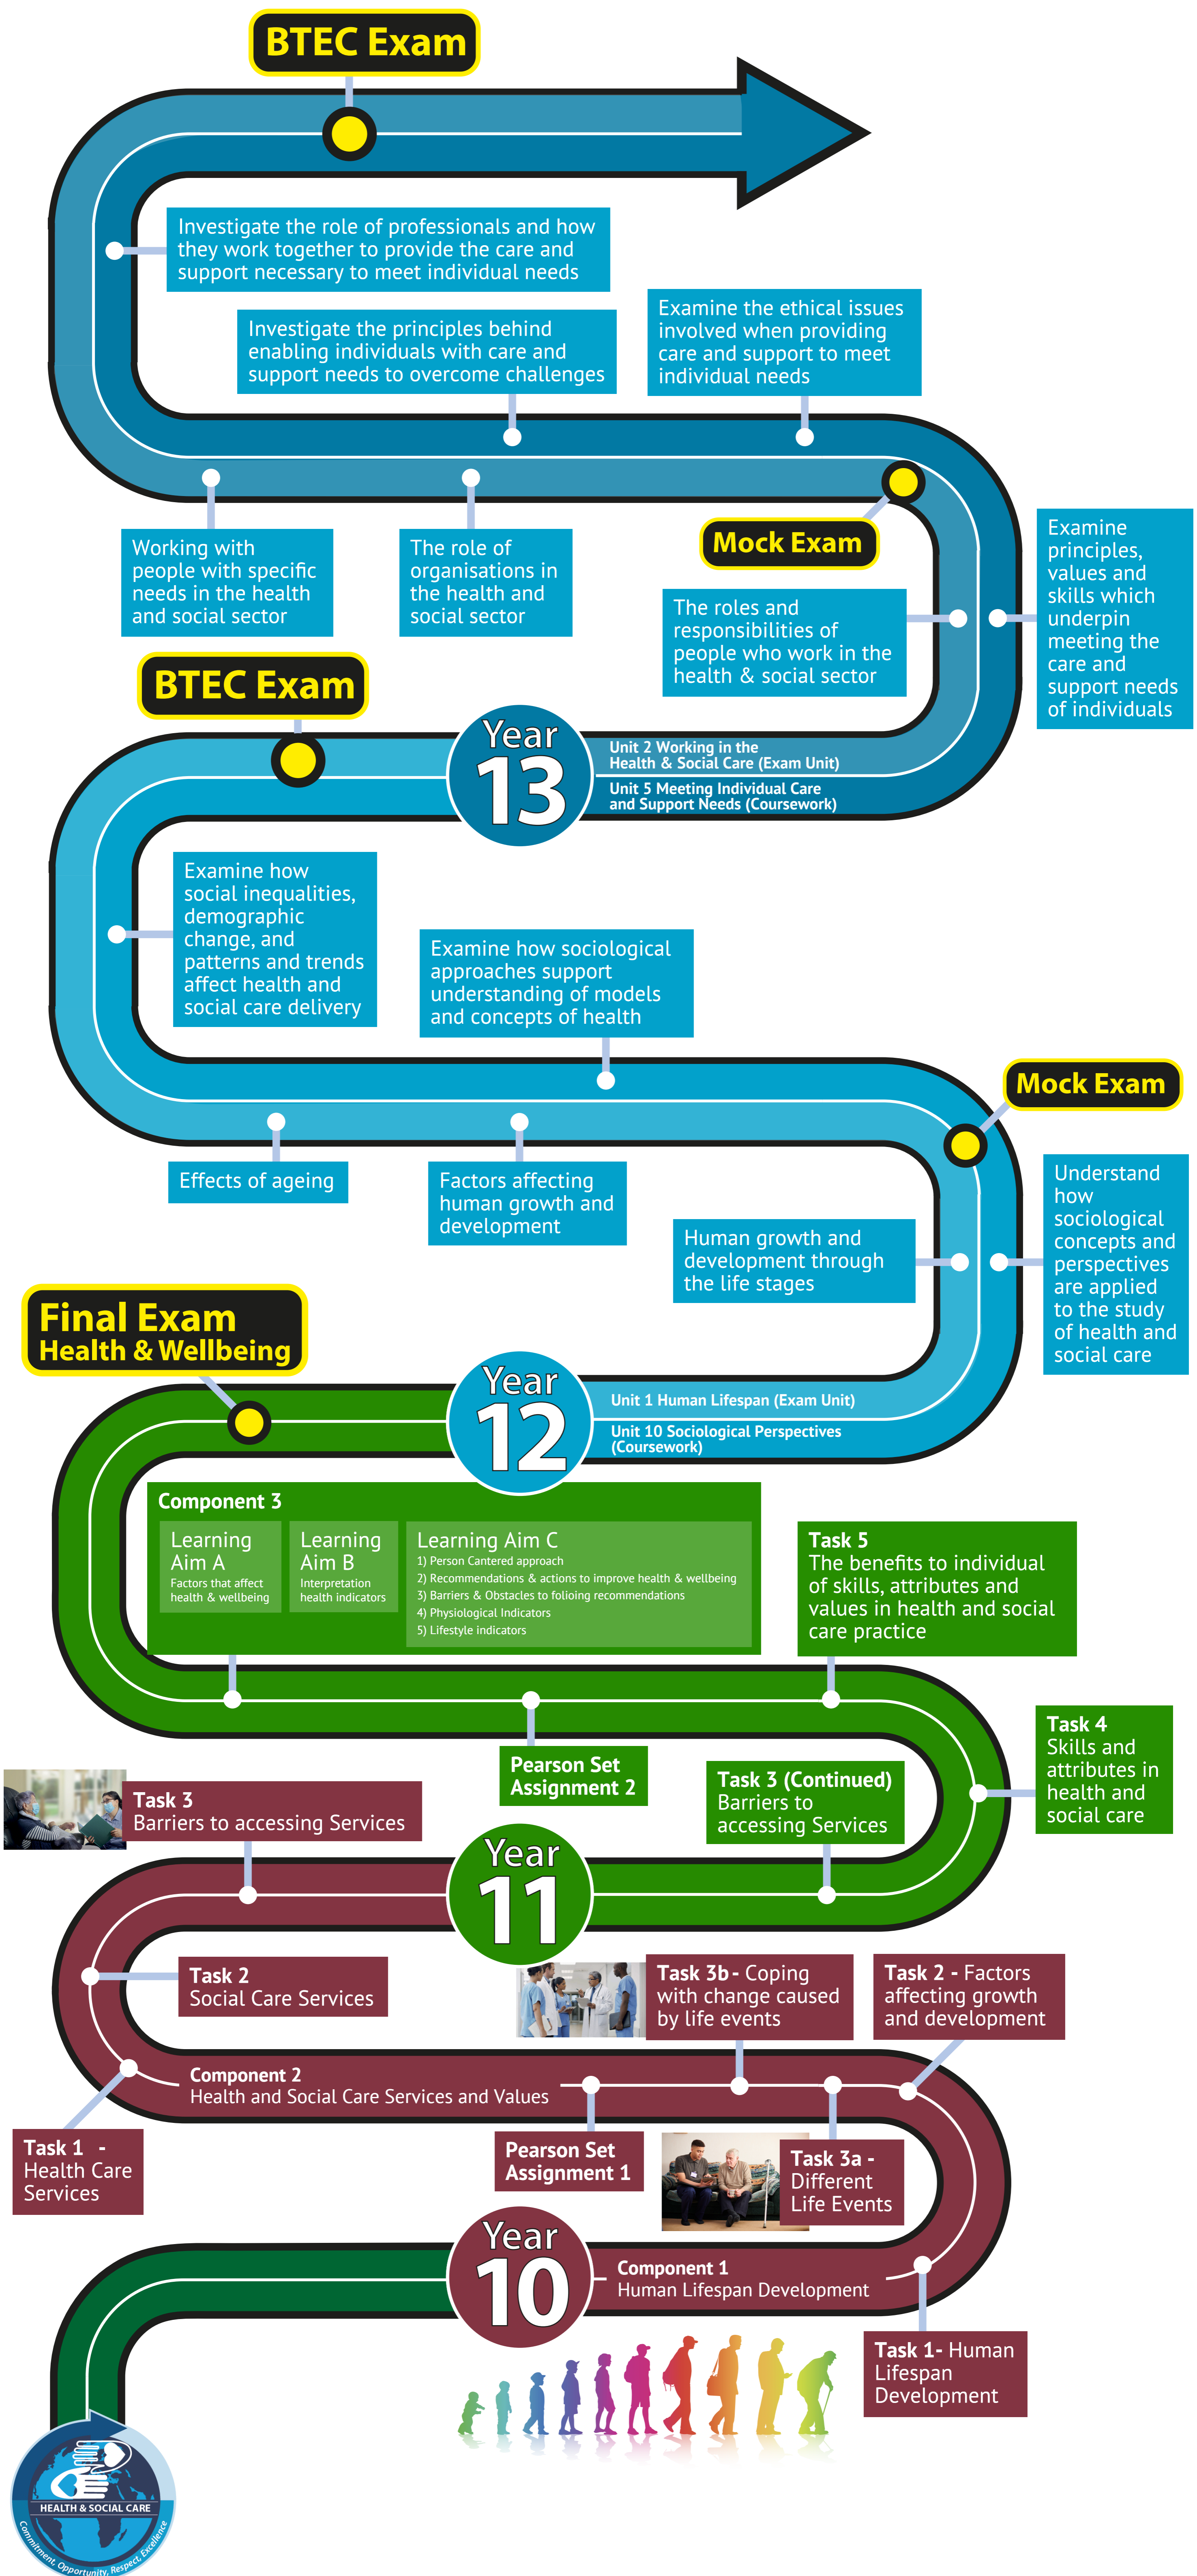 BTEC Exam
Investigate the role of professionals and how
they work together to provide the care and
support necessary to meet individual needs
Investigate the principles behind
enabling individuals with care and
support needs to overcome challenges
Examine the ethical issues
involved when providing
care and support to meet
individual needs
Working with
people with specific
needs in the health
and social sector
The role of
organisations in
the health and
social sector
Mock Exam
The roles and
responsibilities of
people who work in the
health & social sector
Examine
principles,
values and
skills which
underpin
meeting the
care and
support needs
of individuals
BTEC Exam
Year
13
Unit 2 Working in the
Health & Social Care (Exam Unit)
Unit 5 Meeting Individual Care
and Support Needs (Coursework)
Examine how
social inequalities,
demographic
change, and
patterns and trends
affect health and
social care delivery
Examine how sociological
approaches support
understanding of models
and concepts of health
Mock Exam
Effects of ageing
Factors affecting
human growth and
development
Human growth and
development through
the life stages
Understand
how
sociological
concepts and
perspectives
are applied
to the study
of health and
social care
Final Exam
Health & Wellbeing
Year
12
Unit 1 Human Lifespan (Exam Unit)
Unit 10 Sociological Perspectives
(Coursework)
Component 3
Learning
Aim A
Factors that affect
health & wellbeing
Learning
Aim B
Interpretation
health indicators
Learning Aim C
1) Person Cantered approach
2) Recommendations & actions to improve health & wellbeing
3) Barriers & Obstacles to folioing recommendations
4) Physiological Indicators
5) Lifestyle indicators
Task 5
The benefits to individual
of skills, attributes and
values in health and social
care practice
Pearson Set
Assignment 2
Task 3 (Continued)
Barriers to
accessing Services
Task 4
Skills and
attributes in
health and
social care
Task 3
Barriers to accessing Services
Year
11
Task 2
Social Care Services
Task 3b - Coping
with change caused
by life events
Task 2 - Factors
affecting growth
and development
Component 2
Health and Social Care Services and Values
Task 1 -
Health Care
Services
Pearson Set
Assignment 1
Task 3a -
Different
Life Events
Year
10
Component 1
Human Lifespan Development
Task 1- Human
Lifespan
Development
HEALTH & SOCIAL CARE
Commitment, Opportunity, Respect, Excellence